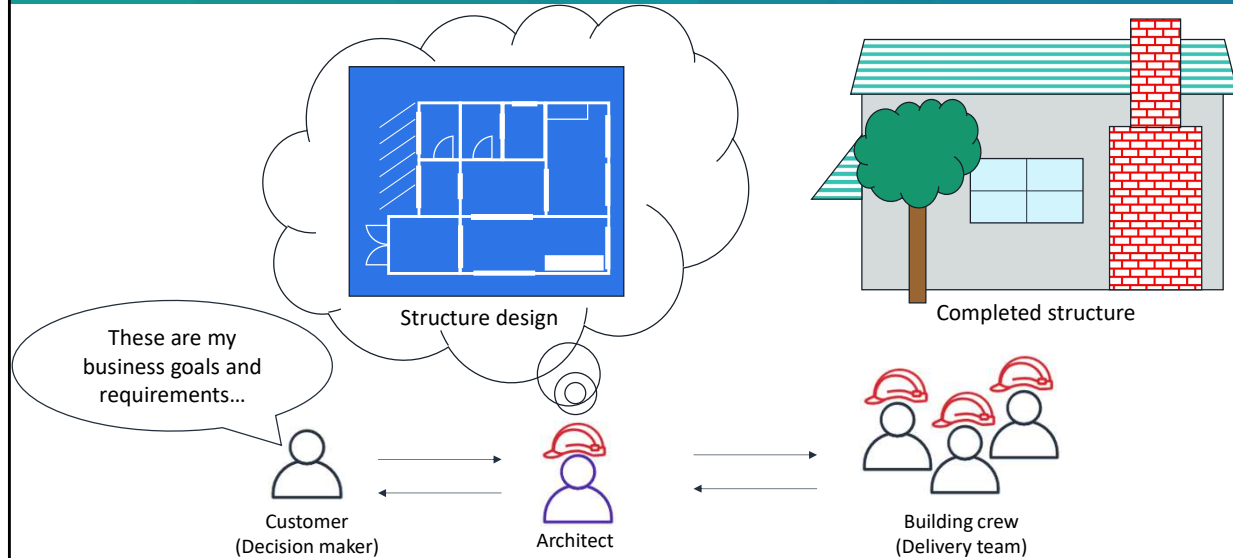 Structure design
Completed structure
These are my
business goals and
requirements…
Customer
(Decision maker)
Architect
Building crew
(Delivery team)